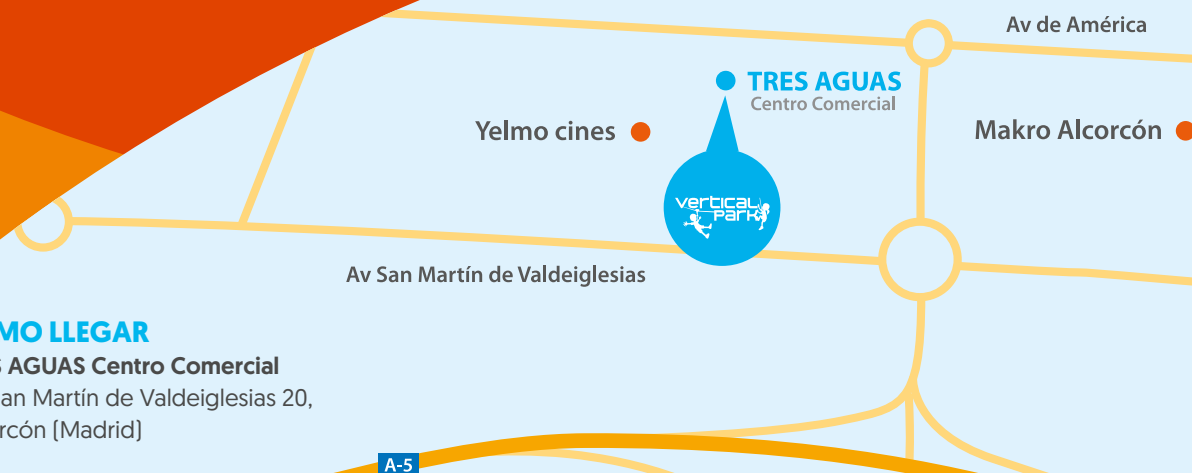 Av de América
TRES AGUAS
Centro Comercial
Yelmo cines
Makro Alcorcón
vertical
park
Av San Martín de Valdeiglesias
MO LLEGAR
S AGUAS Centro Comercial
an Martín de Valdeiglesias 20,
rcón (Madrid)
A-5